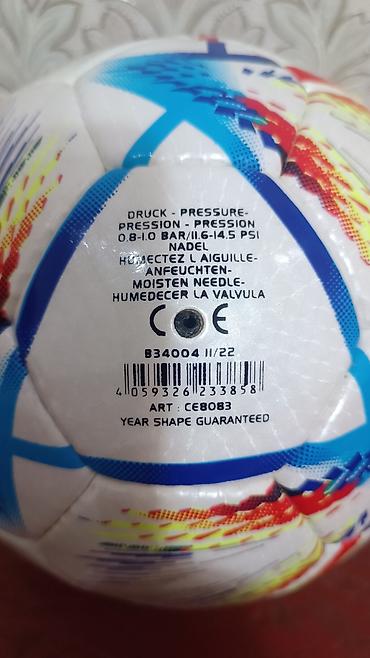 DRUCK - PRESSURE-
PRESSION - PRESSION
0.8-1.0 BAR/11.6-14.5 PSI
NADEL
HUMECTEZ L AIGUILLE-
ANFEUCHTEN-
MOISTEN NEEDLE-
HUMEDECER LA VALVULA
CE
B34004 11/22
4 059326 233858
ART : CE8083
YEAR SHAPE GUARANTEED